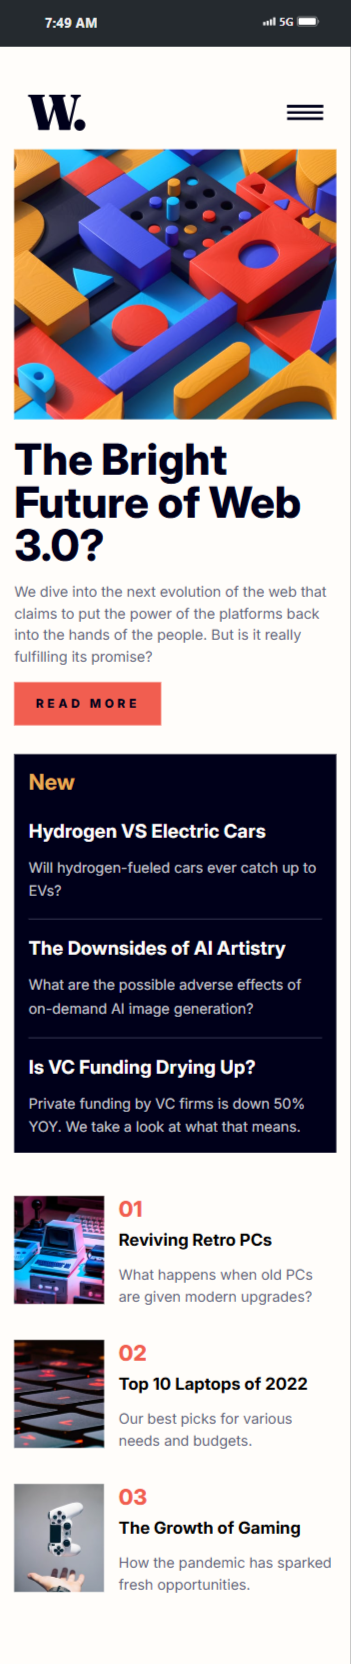 7:49 AM
5G
W.
The Bright
Future of Web
3.0?
We dive into the next evolution of the web that
claims to put the power of the platforms back
into the hands of the people. But is it really
fulfilling its promise?
READ MORE
New
Hydrogen VS Electric Cars
Will hydrogen-fueled cars ever catch up to
EVs?
The Downsides of AI Artistry
What are the possible adverse effects of
on-demand AI image generation?
Is VC Funding Drying Up?
Private funding by VC firms is down 50%
YOY. We take a look at what that means.
01
Reviving Retro PCs
What happens when old PCs
are given modern upgrades?
02
Top 10 Laptops of 2022
Our best picks for various
needs and budgets.
03
The Growth of Gaming
How the pandemic has sparked
fresh opportunities.